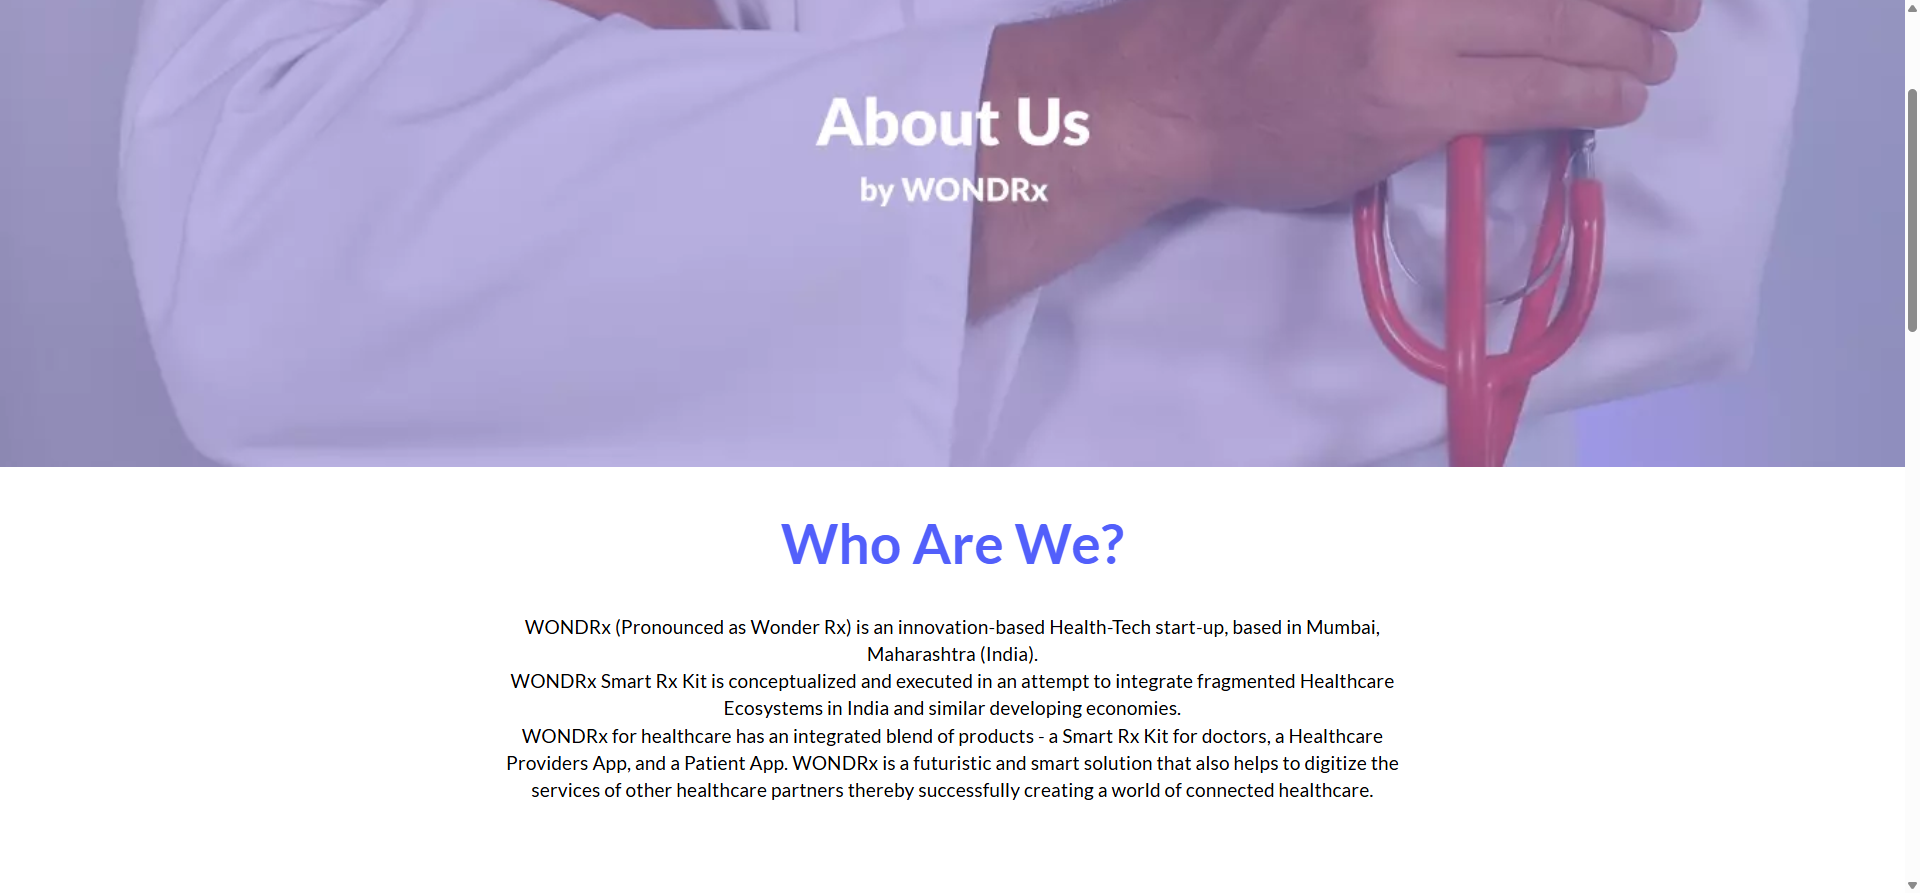 About Us
by WONDRx
Who Are We?
WONDRx (Pronounced as Wonder Rx) is an innovation-based Health-Tech start-up, based in Mumbai,
Maharashtra (India).
WONDRx Smart Rx Kit is conceptualized and executed in an attempt to integrate fragmented Healthcare
Ecosystems in India and similar developing economies.
WONDRx for healthcare has an integrated blend of products - a Smart Rx Kit for doctors, a Healthcare
Providers App, and a Patient App. WONDRx is a futuristic and smart solution that also helps to digitize the
services of other healthcare partners thereby successfully creating a world of connected healthcare.